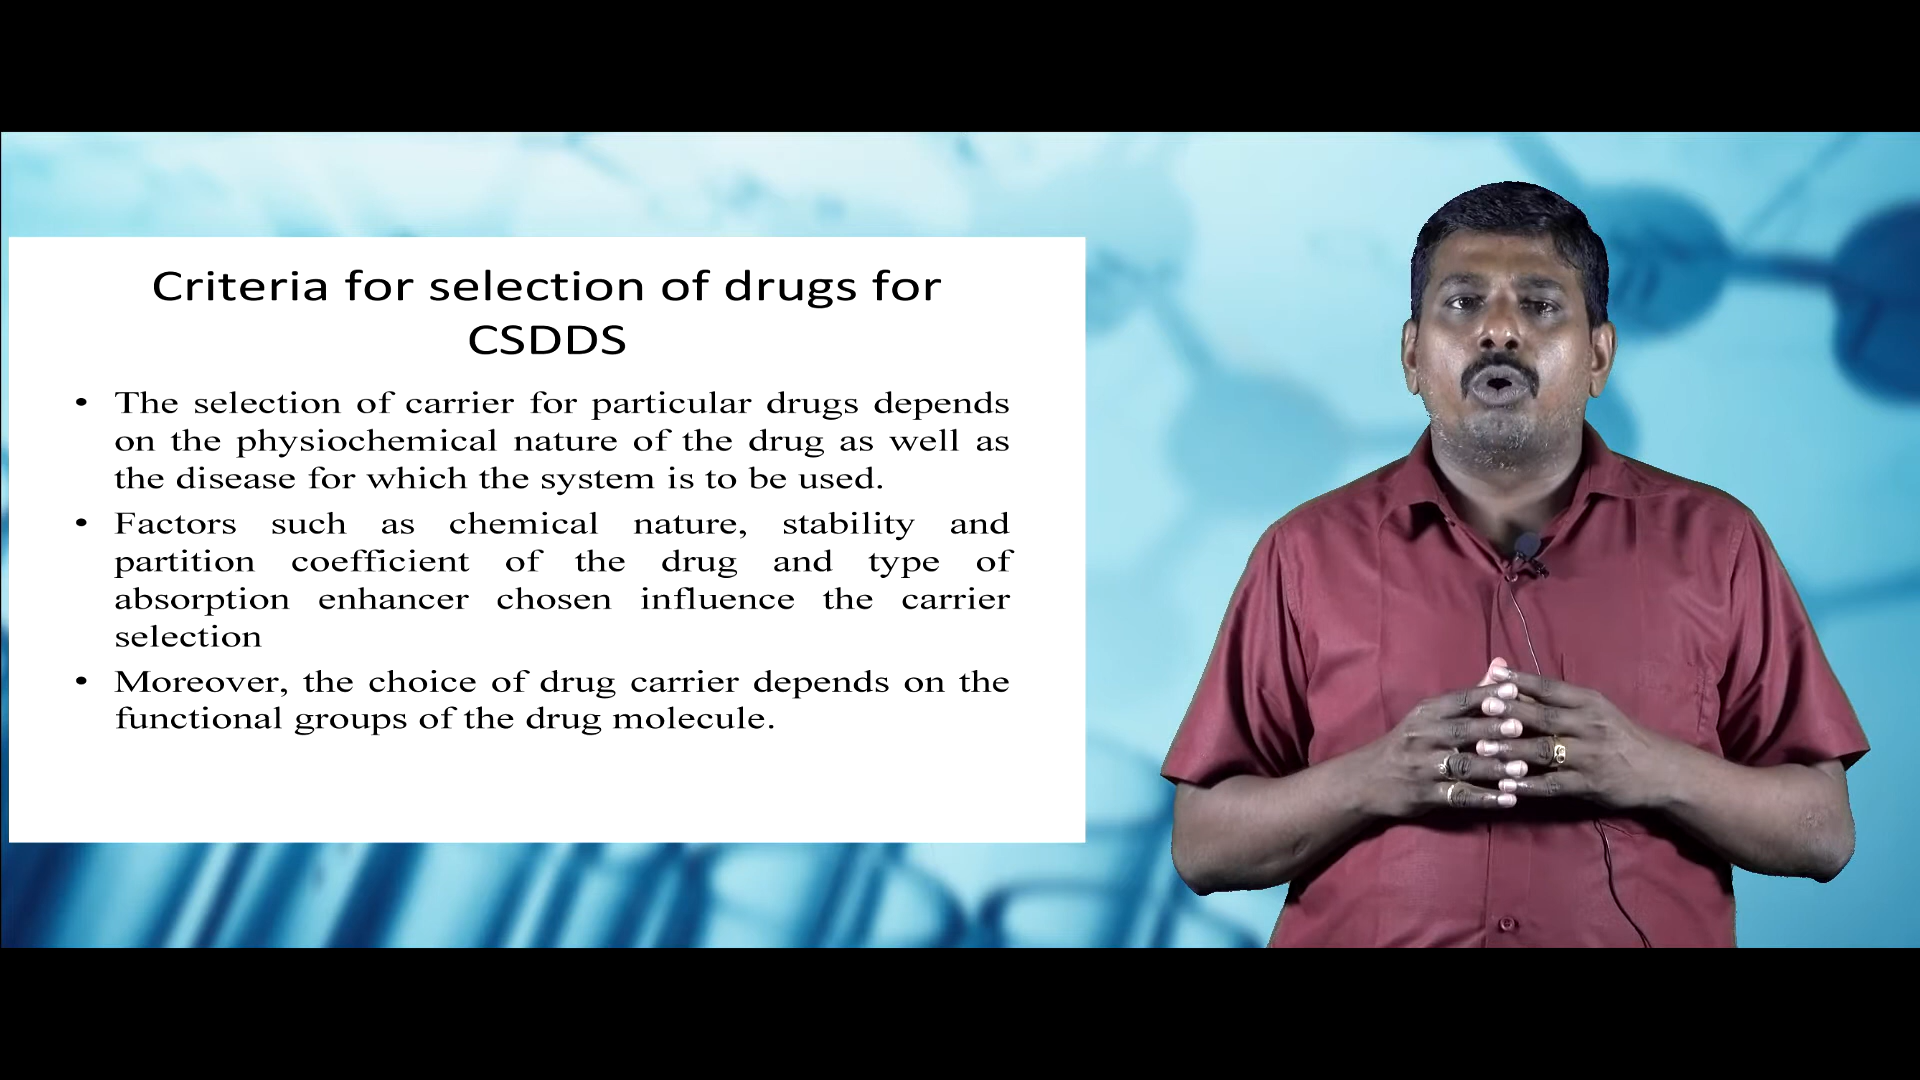 Criteria for selection of drugs for
CSDDS
• The selection of carrier for particular drugs depends
on the physiochemical nature of the drug as well as
the disease for which the system is to be used.
• Factors such as chemical nature, stability and
partition coefficient of the drug and type of
absorption enhancer chosen influence the carrier
selection
• Moreover, the choice of drug carrier depends on the
functional groups of the drug molecule.